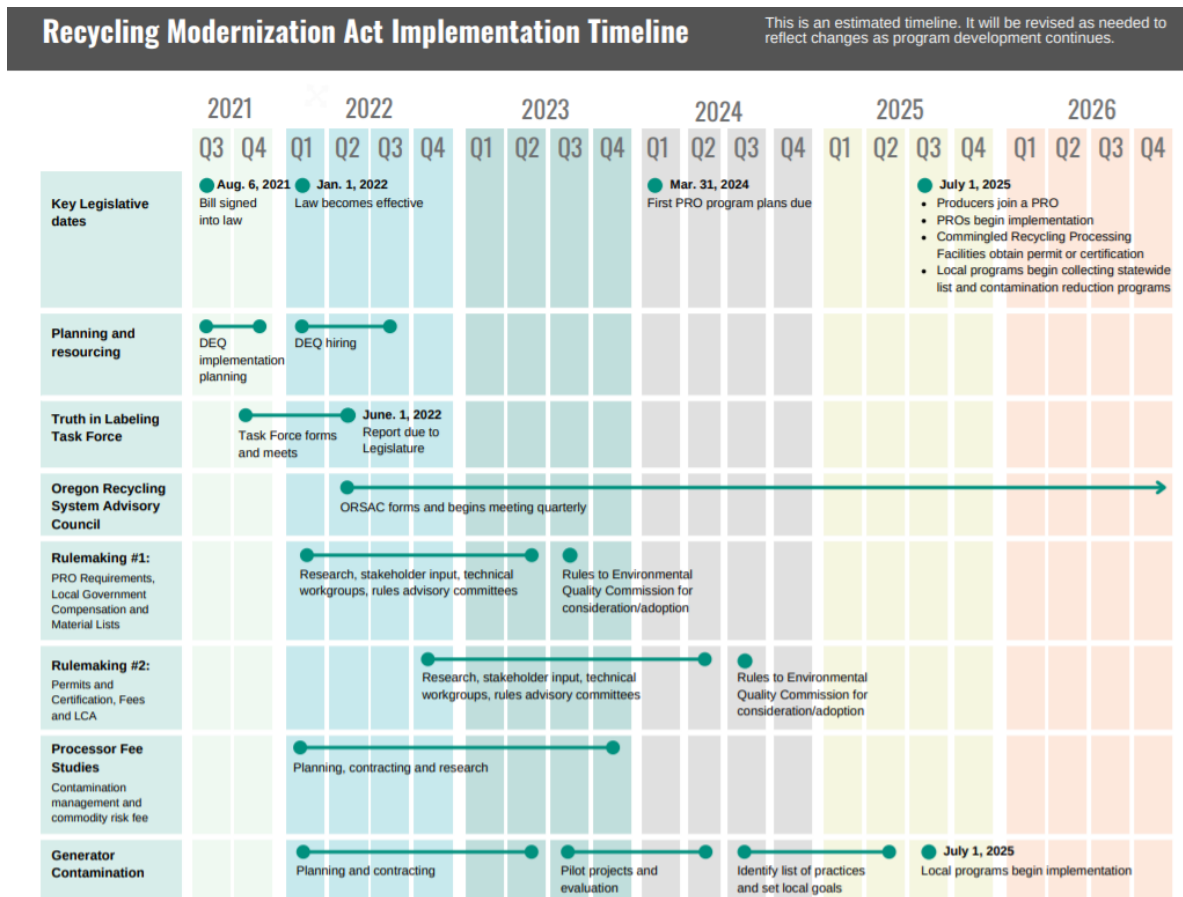 Recycling Modernization Act Implementation Timeline
This is an estimated timeline. It will be revised as needed to
reflect changes as program development continues.
2021 2022 2023 2024 2025 2026
Q3 Q4 Q1 Q2 Q3 Q4 Q1 Q2 Q3 Q4 Q1 Q2 Q3 Q4 Q1 Q2 Q3 Q4 Q1 Q2 Q3 Q4
Key Legislative
dates
Aug. 6, 2021
Bill signed
into law
Jan. 1, 2022
Law becomes effective
Mar. 31, 2024
First PRO program plans due
July 1, 2025
• Producers join a PRO
• PROs begin implementation
• Commingled Recycling Processing
Facilities obtain permit or certification
• Local programs begin collecting statewide
list and contamination reduction programs
Planning and
resourcing
DEQ
implementation
planning
DEQ hiring
Truth in Labeling
Task Force
Task Force forms
and meets
June. 1, 2022
Report due to
Legislature
Oregon Recycling
System Advisory
Council
ORSAC forms and begins meeting quarterly
Rulemaking #1:
PRO Requirements,
Local Government
Compensation and
Material Lists
Research, stakeholder input, technical
workgroups, rules advisory committees
Rules to Environmental
Quality Commission for
consideration/adoption
Rulemaking #2:
Permits and
Certification, Fees
and LCA
Research, stakeholder input, technical
workgroups, rules advisory committees
Rules to Environmental
Quality Commission for
consideration/adoption
Processor Fee
Studies
Contamination
management and
commodity risk fee
Planning, contracting and research
Generator
Contamination
Planning and contracting
Pilot projects and
evaluation
Identify list of practices
and set local goals
July 1, 2025
Local programs begin implementation